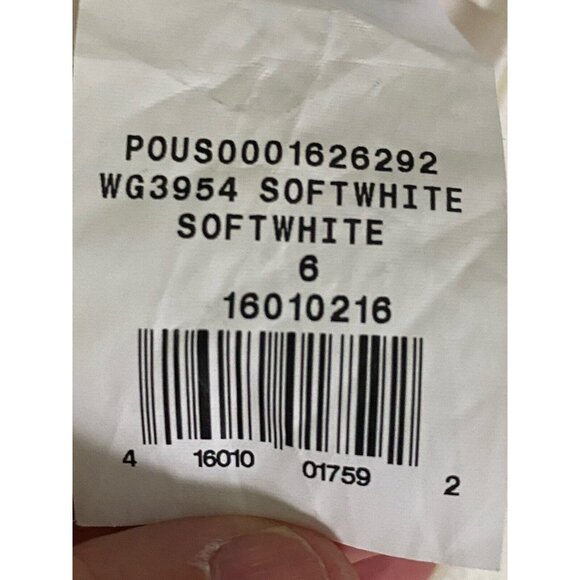 POUS0001626292
WG3954 SOFTWHITE
SOFTWHITE
6
16010216
4 16010 01759 2